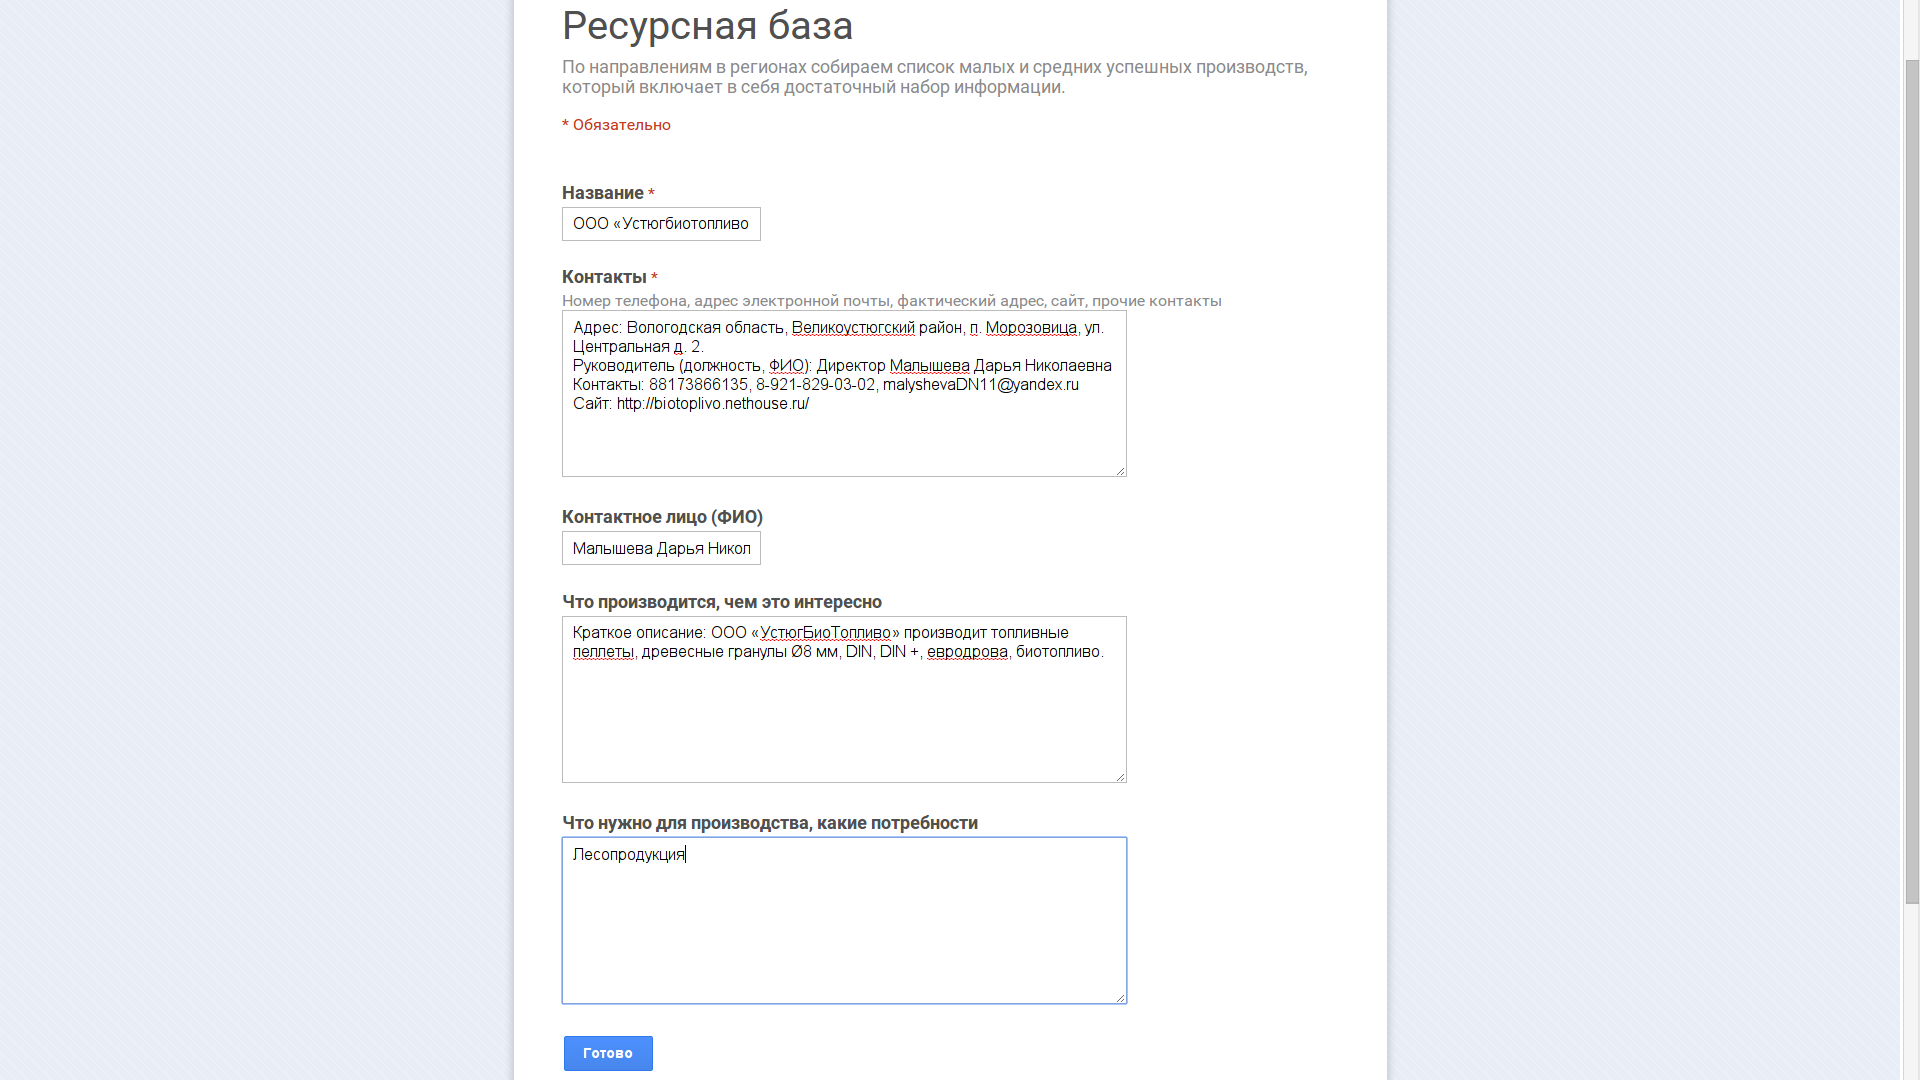 Ресурсная база
По направлениям в регионах собираем список малых и средних успешных производств,
который включает в себя достаточный набор информации.
* Обязательно
Название *
ООО «Устюгбиотопливо
Контакты *
Номер телефона, адрес электронной почты, фактический адрес, сайт, прочие контакты
Адрес: Вологодская область, Великоустюгский район, п. Морозовица, ул.
Центральная д. 2.
Руководитель (должность, ФИО): Директор Малышева Дарья Николаевна
Контакты: 88173866135, 8-921-829-03-02, malyshevaDN11@yandex.ru
Сайт: http://biotoplivo.nethouse.ru/
Контактное лицо (ФИО)
Малышева Дарья Никол
Что производится, чем это интересно
Краткое описание: ООО «УстюгБиоТопливо» производит топливные
пеллеты, древесные гранулы Ø8 мм, DIN, DIN +, евродрова, биотопливо.
Что нужно для производства, какие потребности
Лесопродукция
Готово